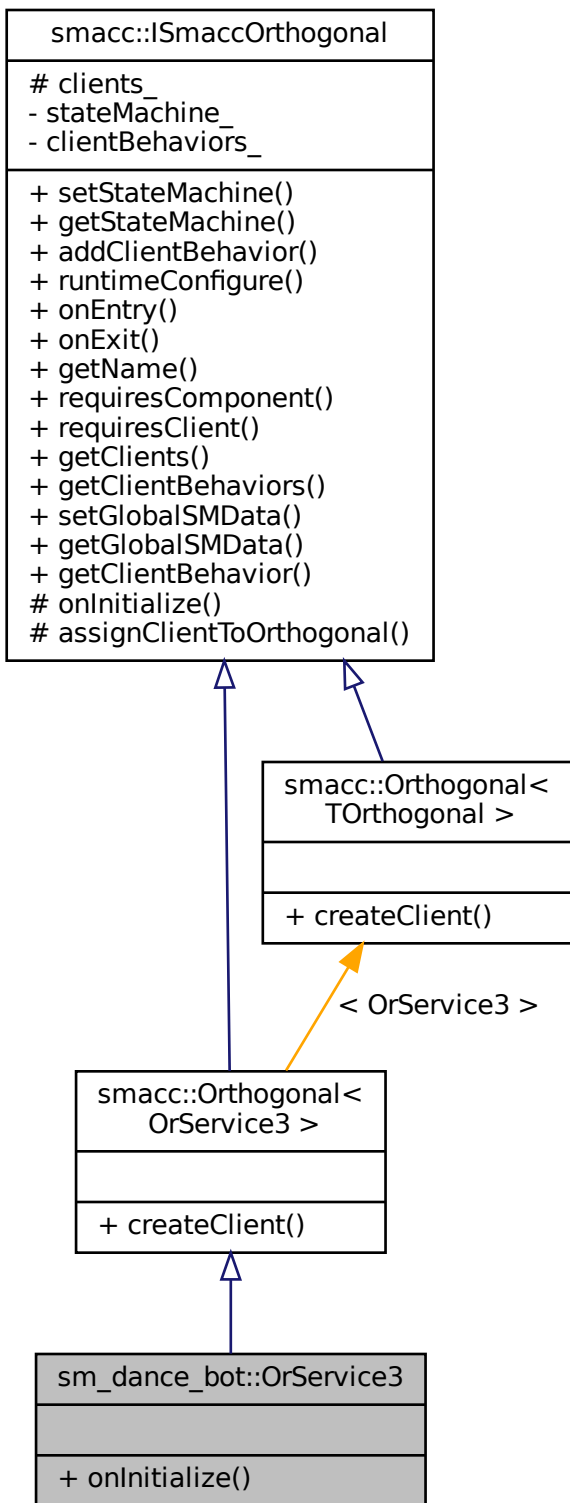 smacc::ISmaccOrthogonal
# clients_
- stateMachine_
- clientBehaviors_
+ setStateMachine()
+ getStateMachine()
+ addClientBehavior()
+ runtimeConfigure()
+ onEntry()
+ onExit()
+ getName()
+ requiresComponent()
+ requiresClient()
+ getClients()
+ getClientBehaviors()
+ setGlobalSMData()
+ getGlobalSMData()
+ getClientBehavior()
# onInitialize()
# assignClientToOrthogonal()
smacc::Orthogonal<
TOrthogonal >
+ createClient()
< OrService3 >
smacc::Orthogonal<
OrService3 >
+ createClient()
sm_dance_bot::OrService3
+ onInitialize()